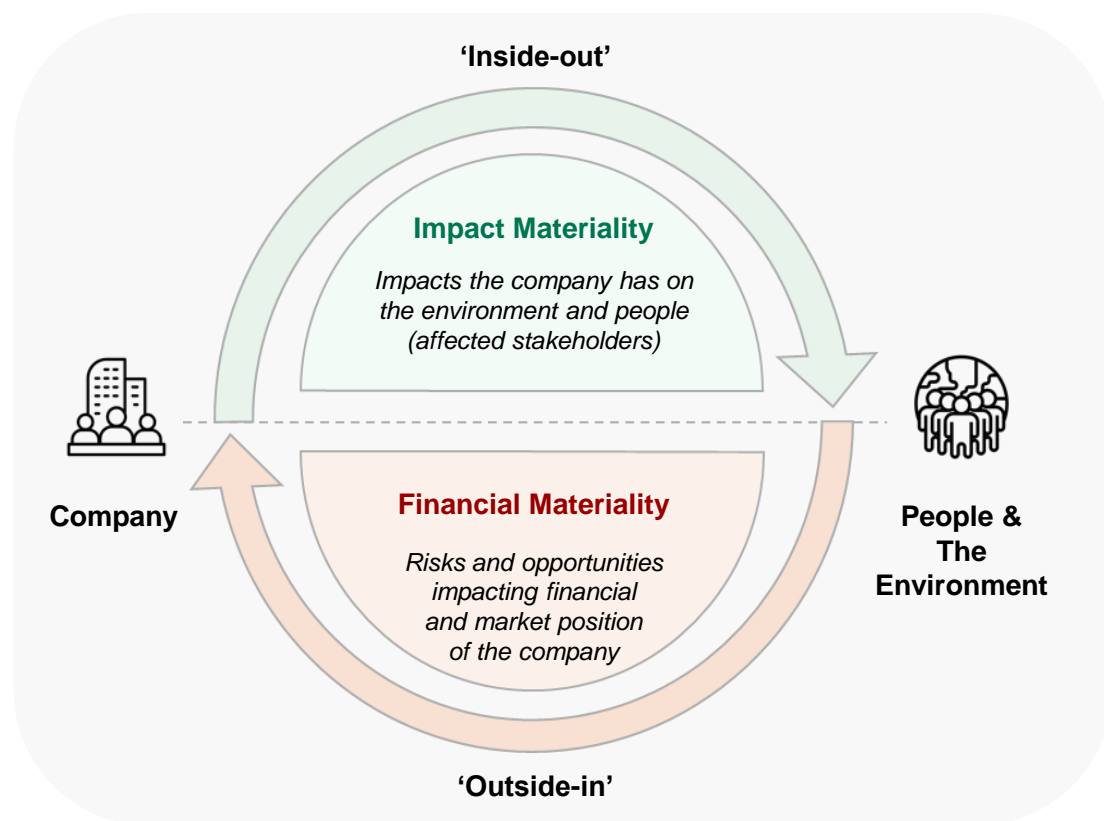 ‘Inside-out’
Impact Materiality
Impacts the company has on
the environment and people
(affected stakeholders)
Company
People &
The
Environment
Financial Materiality
Risks and opportunities
impacting financial
and market position
of the company
‘Outside-in’